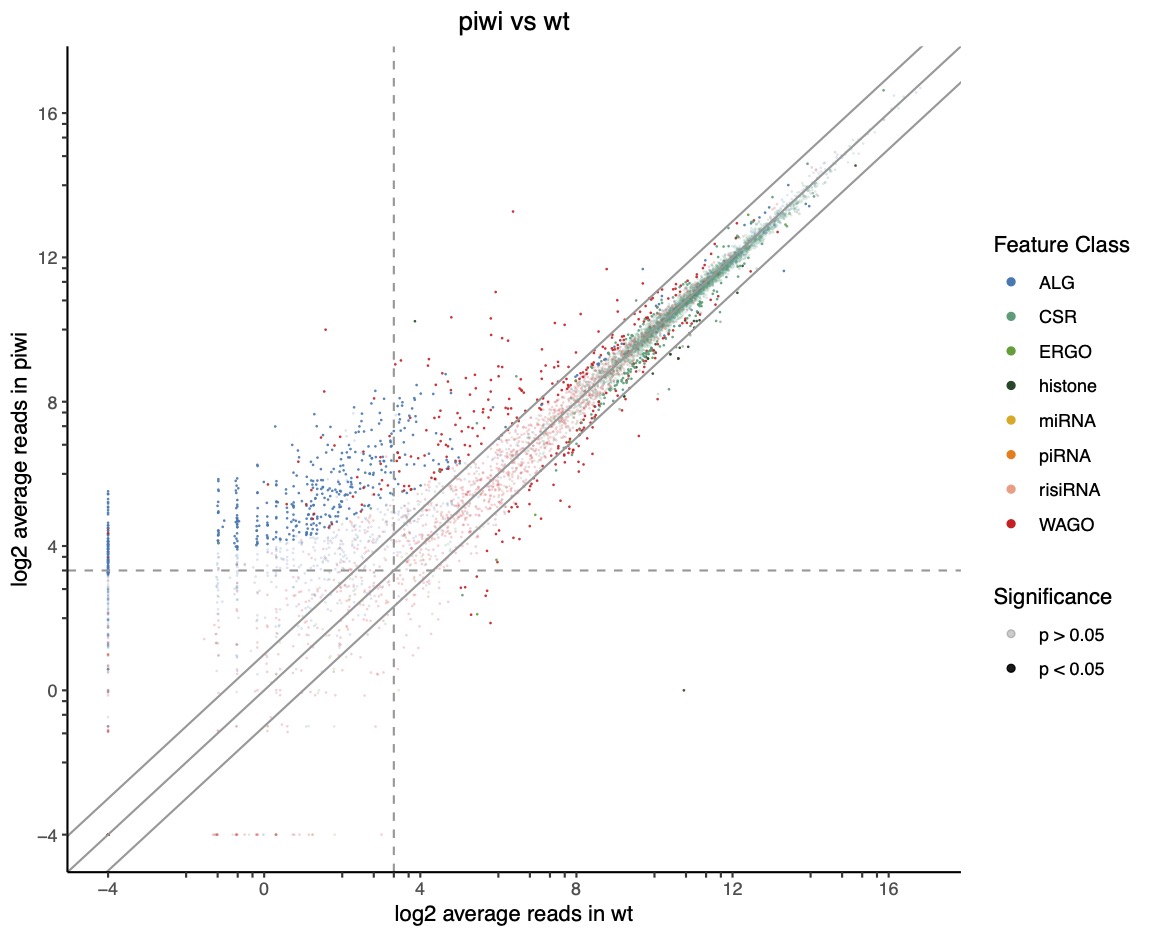 piwi vs wt
log2 average reads in piwi
16
12
8
4
0
−4
−4
0
4
8
12
16
log2 average reads in wt
Feature Class
ALG
CSR
ERGO
histone
miRNA
piRNA
risiRNA
WAGO
Significance
p > 0.05
p < 0.05